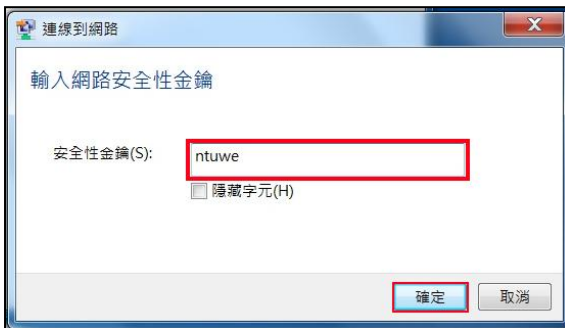 連線到網路
輸入網路安全性金鑰
安全性金鑰(S):
ntuwe
隱藏字元(H)
確定
取消